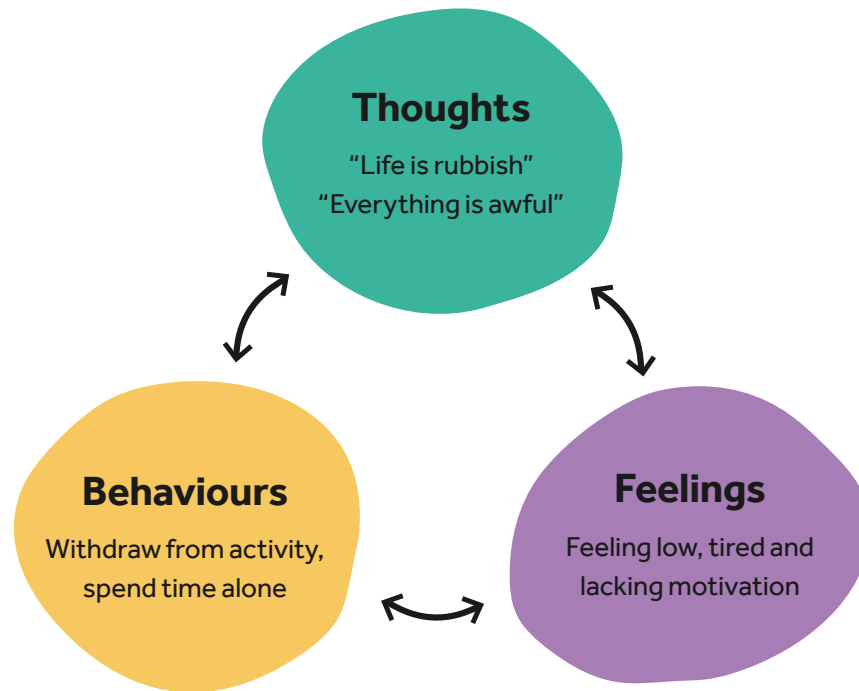 Thoughts
“Life is rubbish”
“Everything is awful”
Behaviours
Withdraw from activity,
spend time alone
Feelings
Feeling low, tired and
lacking motivation